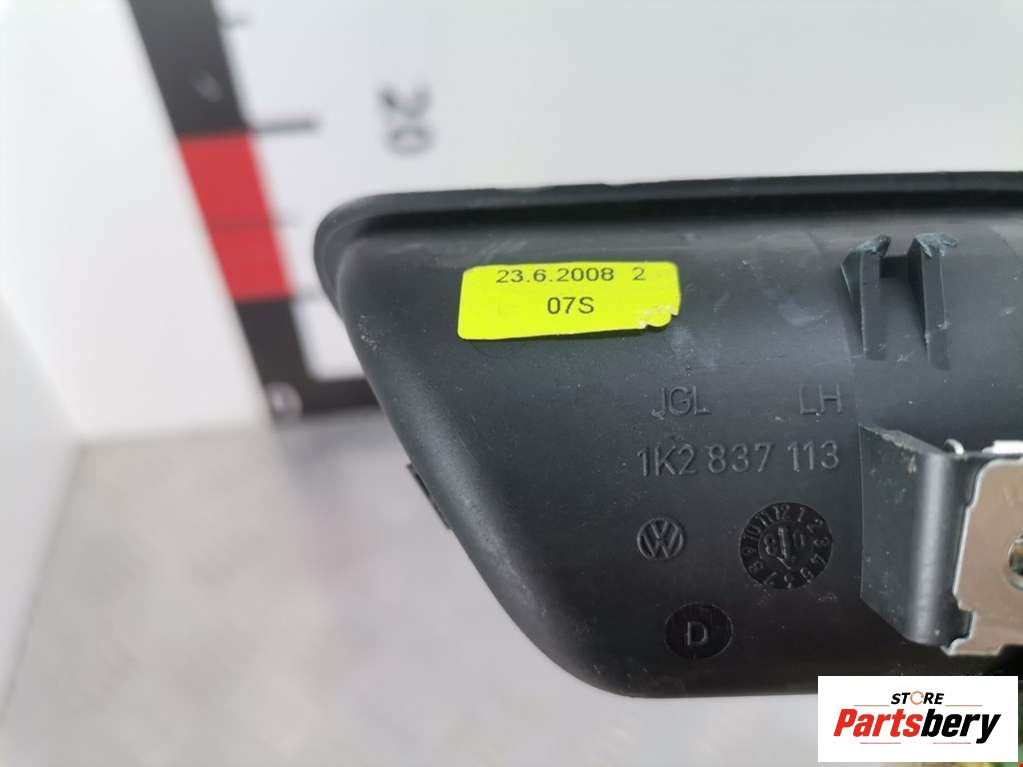 20
23.6.2008 2
07S
JGL LH
1K2 837 113
D
STORE
Partsbery